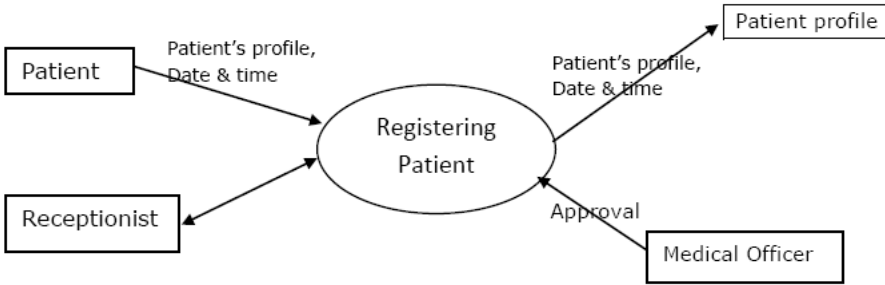 Patient profile
Patient's profile,
Date & time
Patient
Patient's profile,
Date & time
Registering
Patient
Receptionist
Approval
Medical Officer